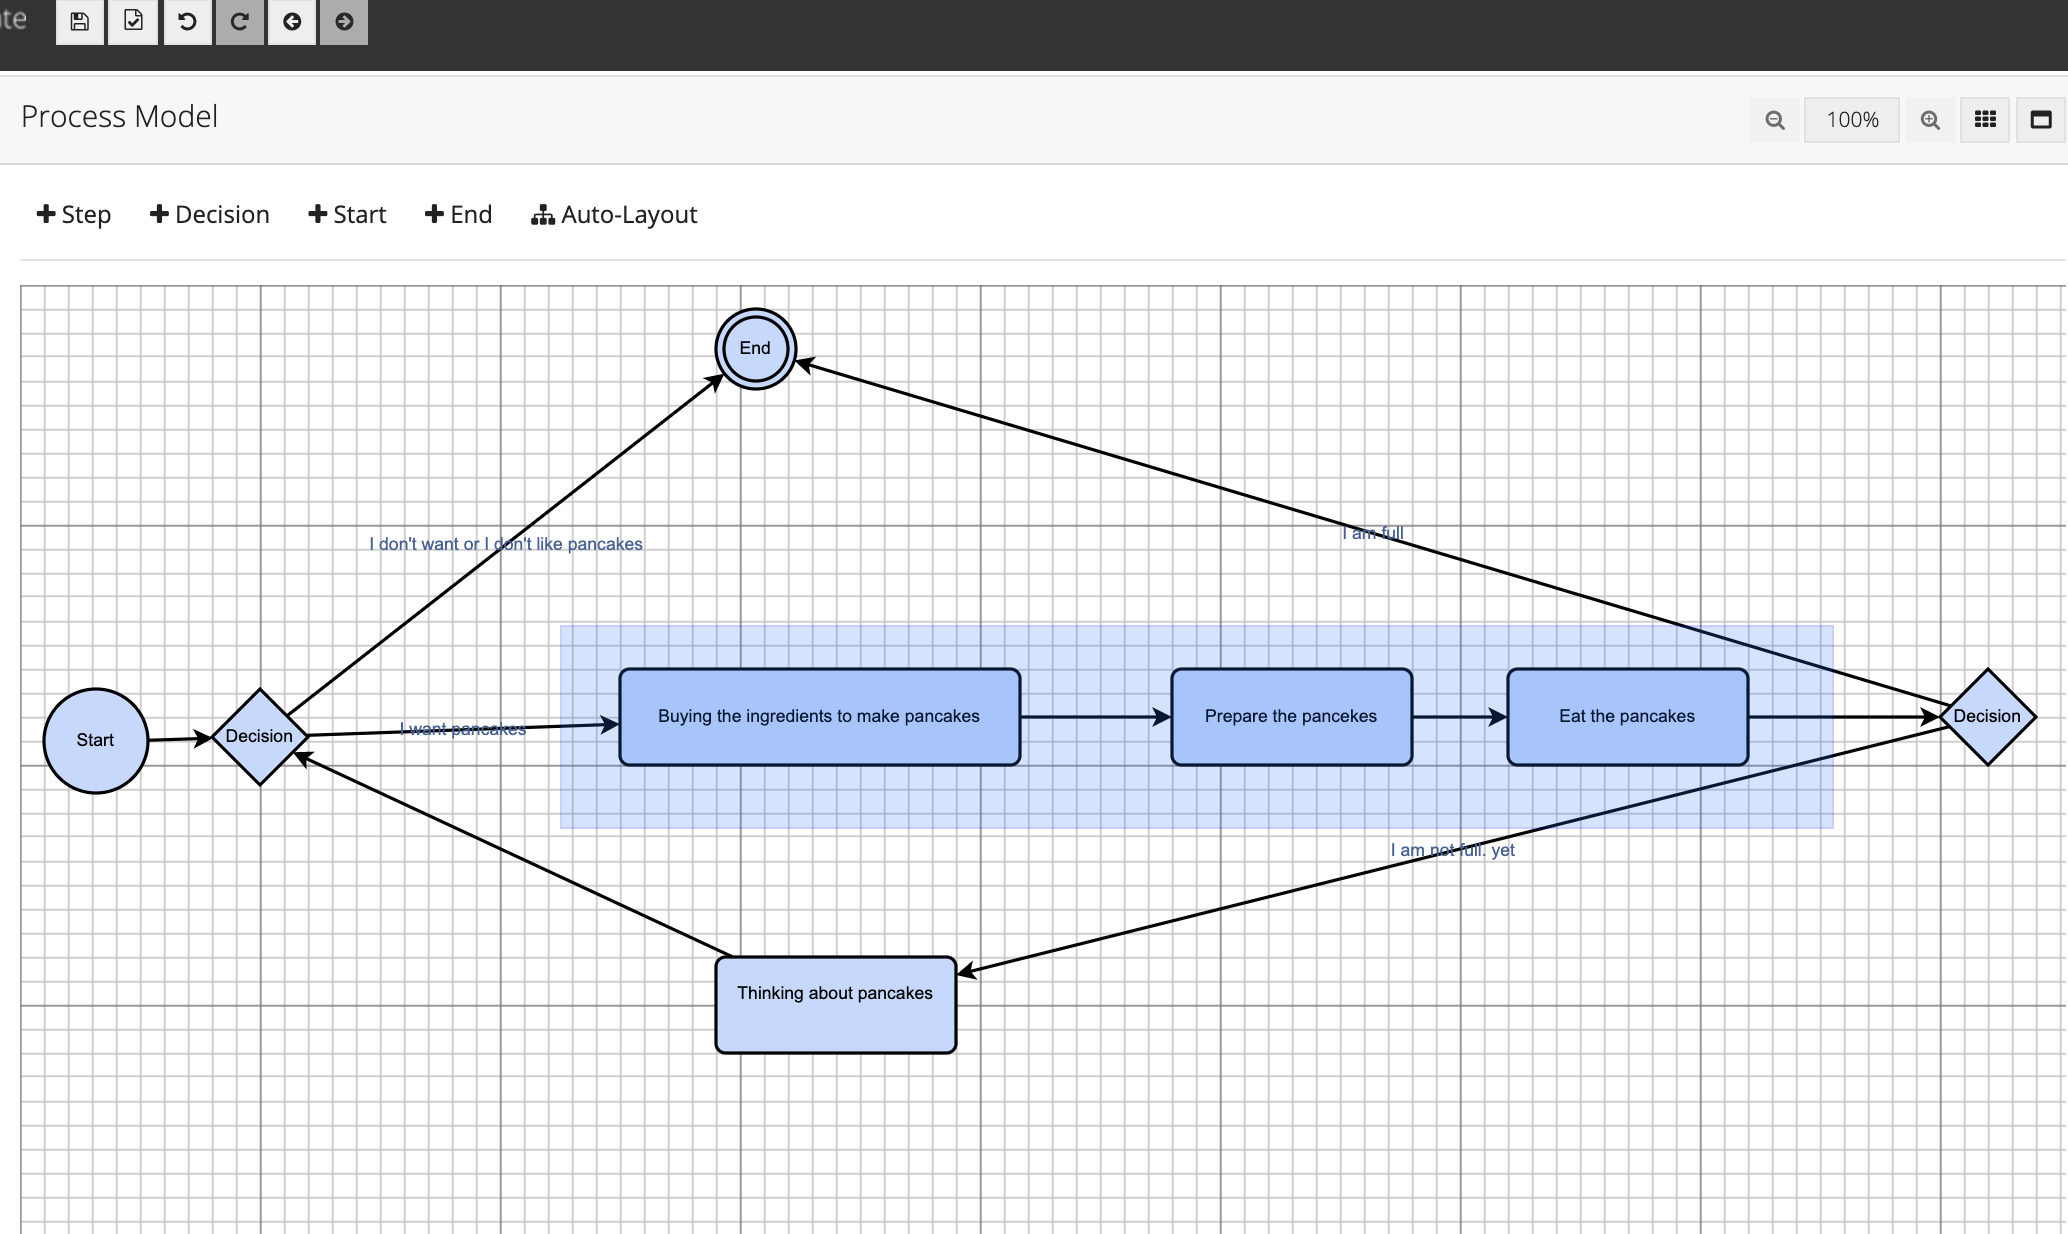 te
Process Model
100%
Step
Decision
Start
End
Auto-Layout
End
I don't want or I don't like pancakes
I am full
Start
Decision
I want pancakes
Buying the ingredients to make pancakes
Prepare the pancekes
Eat the pancakes
Decision
I am not full. yet
Thinking about pancakes